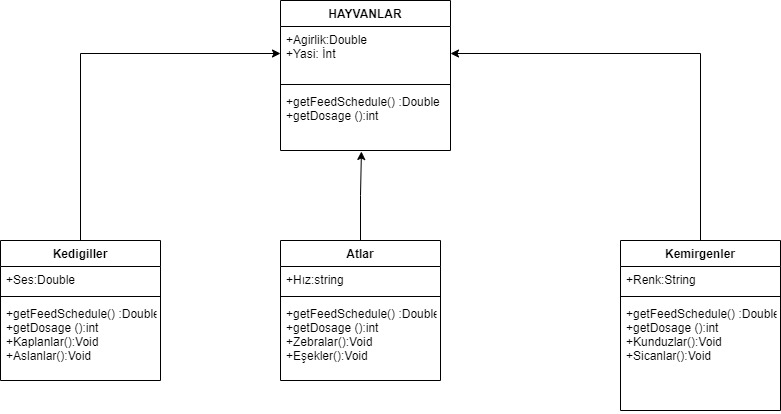 HAYVANLAR
+Agirlik:Double
+Yasi: İnt
+getFeedSchedule() :Double
+getDosage ():int
Kedigiller
+Ses:Double
+getFeedSchedule() :Double
+getDosage ():int
+Kaplanlar():Void
+Aslanlar():Void
Atlar
+Hız:string
+getFeedSchedule() :Double
+getDosage ():int
+Zebralar():Void
+Eşekler():Void
Kemirgenler
+Renk:String
+getFeedSchedule() :Double
+getDosage ():int
+Kunduzlar():Void
+Sicanlar():Void